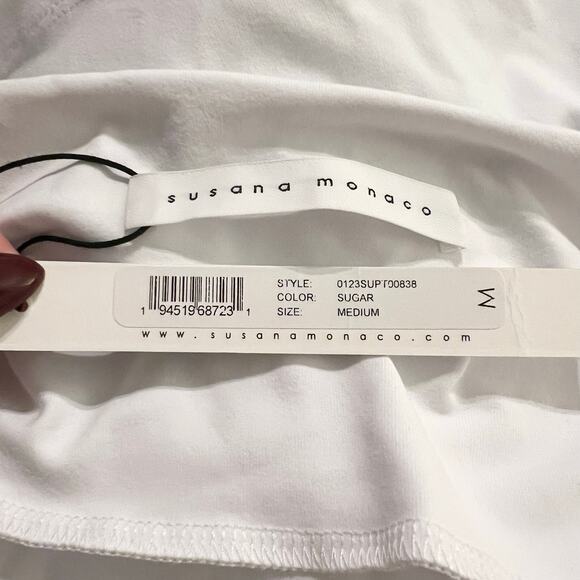 susana monaco
STYLE: 0123SUPT00838
COLOR: SUGAR
SIZE: MEDIUM
1 94519 68723 1
M
www.susanamonaco.com